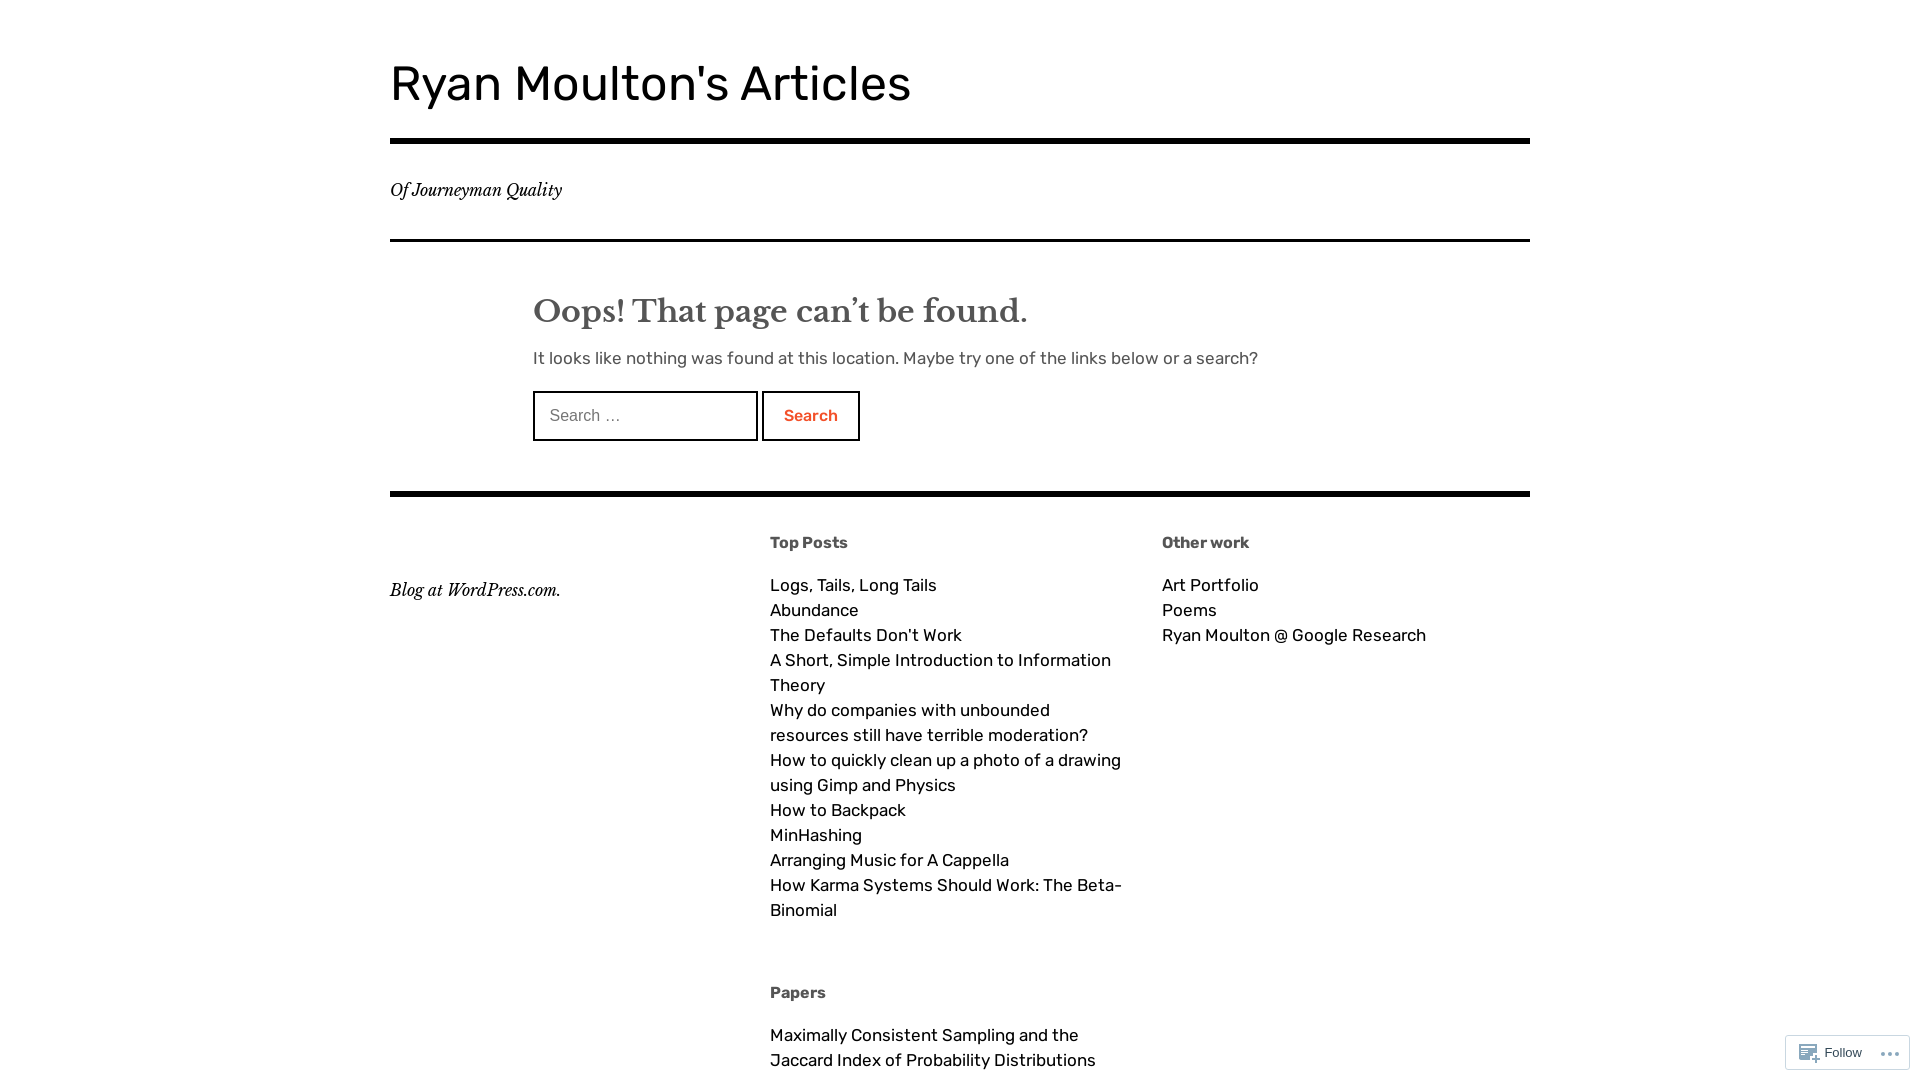 Ryan Moulton's Articles
Of Journeyman Quality
Oops! That page can’t be found.
It looks like nothing was found at this location. Maybe try one of the links below or a search?
Search …
Search
Blog at WordPress.com.
Top Posts
Logs, Tails, Long Tails
Abundance
The Defaults Don't Work
A Short, Simple Introduction to Information
Theory
Why do companies with unbounded
resources still have terrible moderation?
How to quickly clean up a photo of a drawing
using Gimp and Physics
How to Backpack
MinHashing
Arranging Music for A Cappella
How Karma Systems Should Work: The Beta-
Binomial
Papers
Maximally Consistent Sampling and the
Jaccard Index of Probability Distributions
Other work
Art Portfolio
Poems
Ryan Moulton @ Google Research
Follow